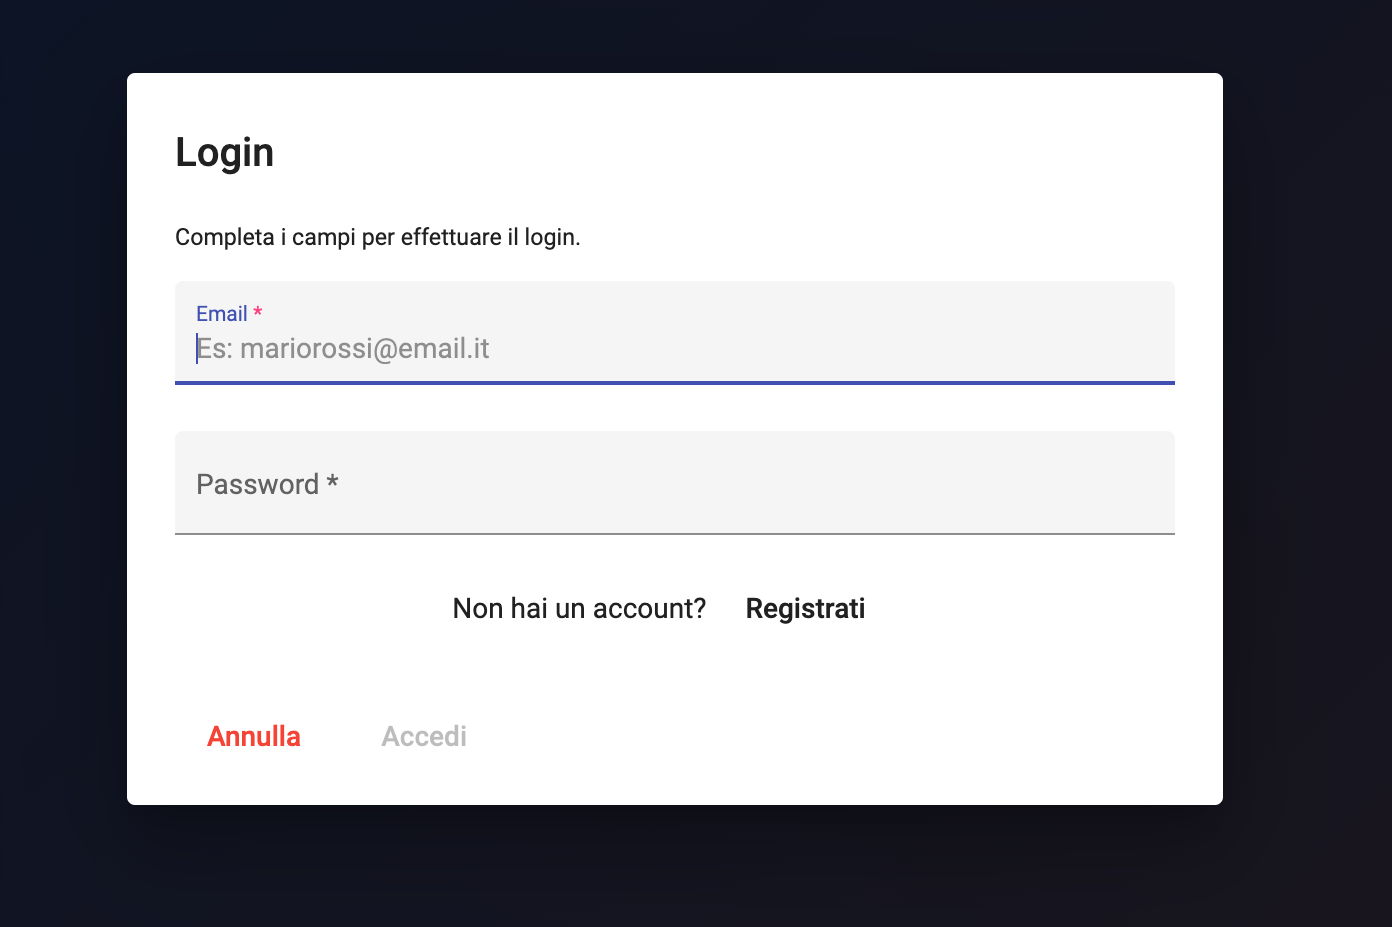 Login
Completa i campi per effettuare il login.
Email *
Es: mariorossi@email.it
Password *
Non hai un account? Registrati
Annulla Accedi